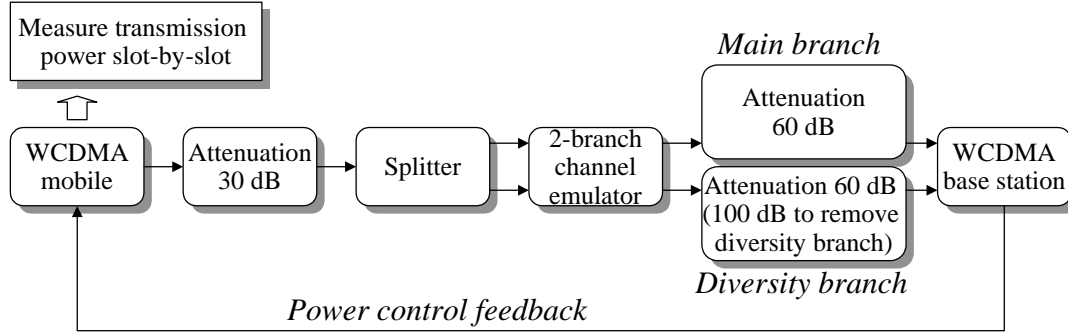 Measure transmission
power slot-by-slot
Main branch
WCDMA
mobile
Attenuation
30 dB
Splitter
2-branch
channel
emulator
Attenuation
60 dB
Attenuation 60 dB
(100 dB to remove
diversity branch)
WCDMA
base station
Diversity branch
Power control feedback